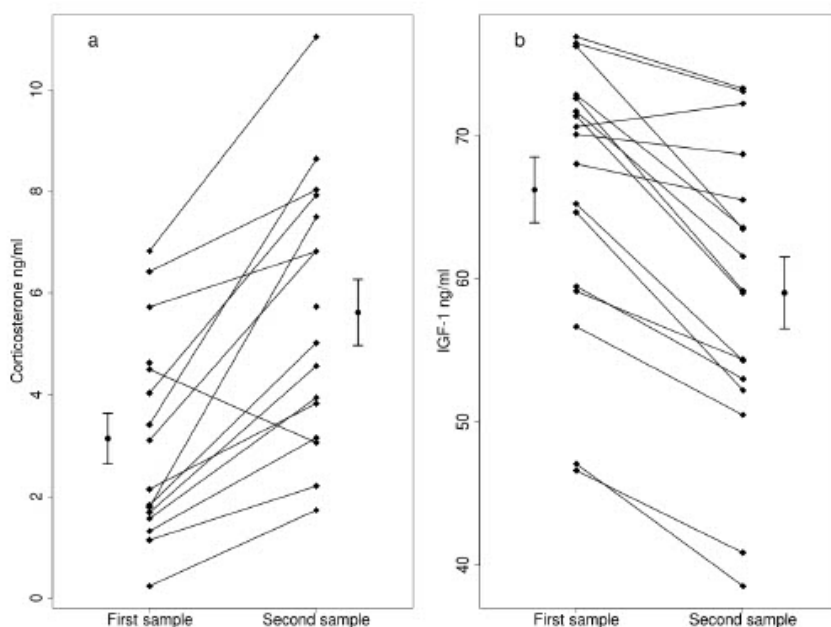 a
Corticosterone ng/ml
10
8
6
4
2
0
First sample
Second sample
b
IGF-1 ng/ml
70
60
50
40
First sample
Second sample